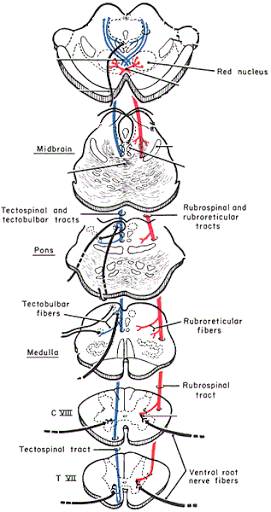 Red nucleus
Midbrain
Tectospinal and
tectobulbar tracts
Rubrospinal and
rubroreticular
tracts
Pons
Tectobulbar
fibers
Rubroreticular
fibers
Medulla
Rubrospinal
tract
C VIII
Tectospinal tract
Ventral root
nerve fibers
T VII